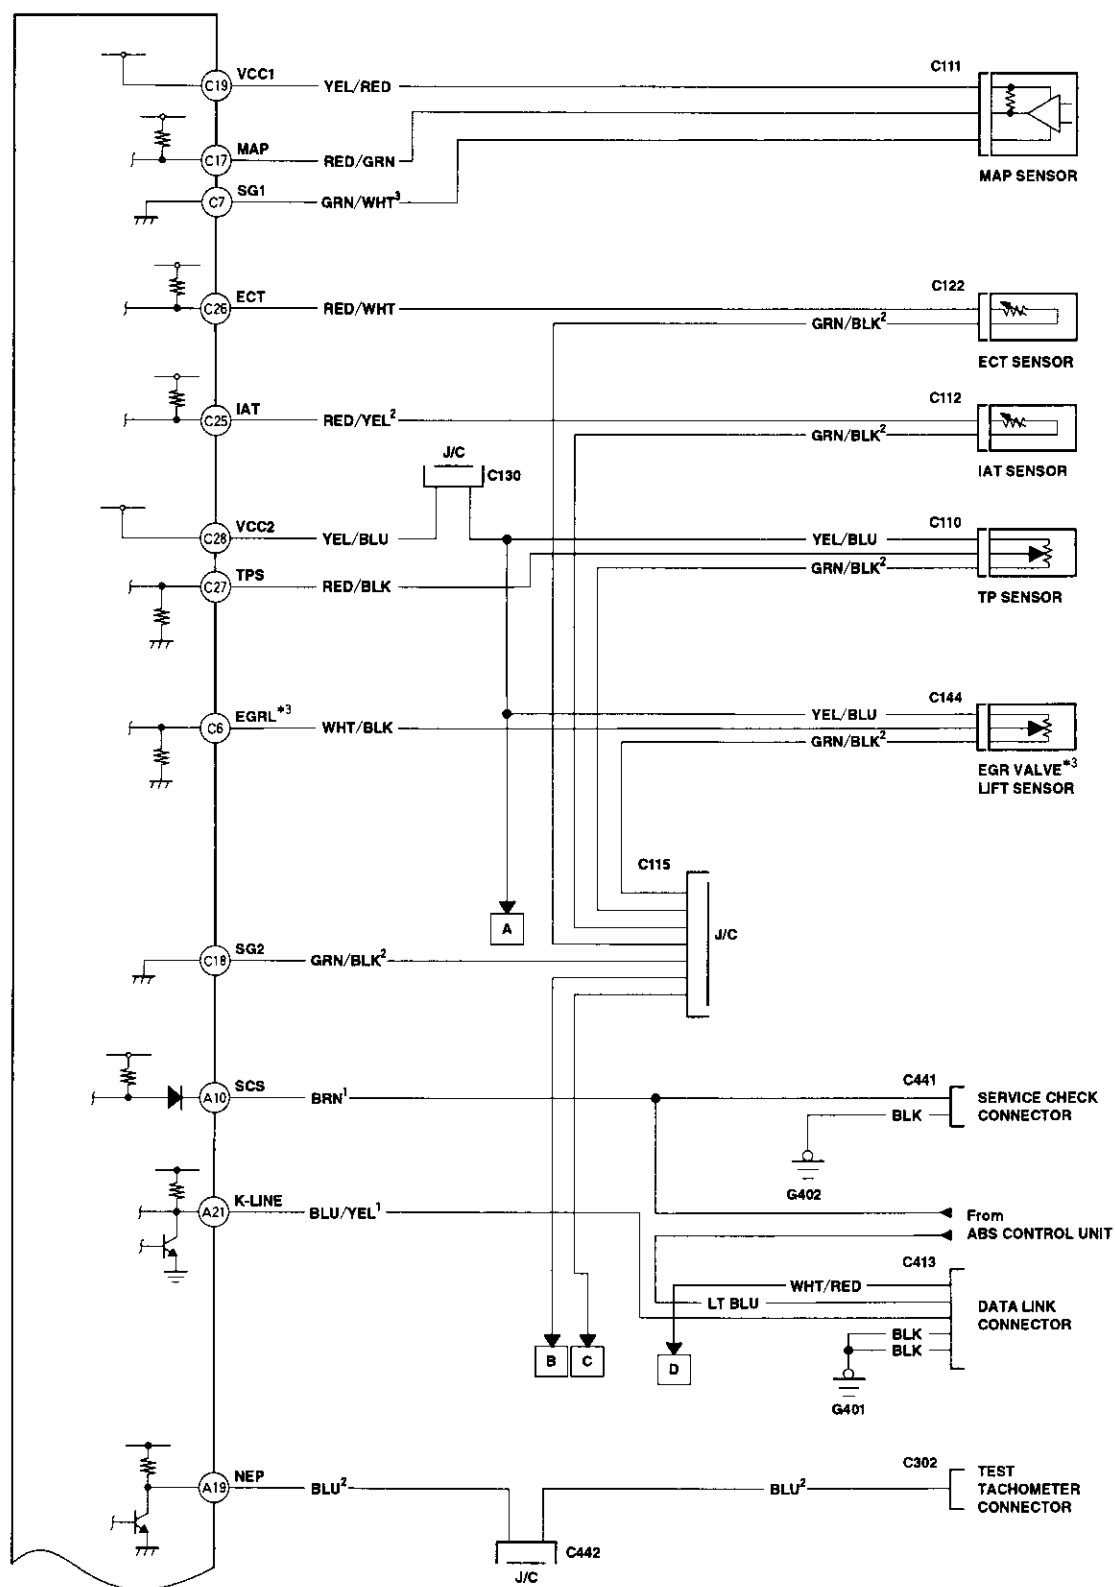 C19 VCC1 YEL/RED C111
MAP SENSOR
C17 MAP RED/GRN
C7 SG1 GRN/WHT³
C26 ECT RED/WHT C122
GRN/BLK²
ECT SENSOR
C25 IAT RED/YEL² C112
GRN/BLK²
IAT SENSOR
J/C
C130
C28 VCC2 YEL/BLU YEL/BLU C110
C27 TPS RED/BLK GRN/BLK²
TP SENSOR
C144
YEL/BLU
C6 EGRL*3 WHT/BLK
GRN/BLK²
EGR VALVE*3
LIFT SENSOR
C115
A
J/C
C18 SG2 GRN/BLK²
C441
A10 SCS BRN¹ SERVICE CHECK
CONNECTOR
BLK
G402
A21 K-LINE BLU/YEL¹
From
ABS CONTROL UNIT
C413
WHT/RED
LT BLU
DATA LINK
CONNECTOR
BLK
BLK
B C D
G401
C302
A19 NEP BLU² BLU² TEST
TACHOMETER
CONNECTOR
C442
J/C